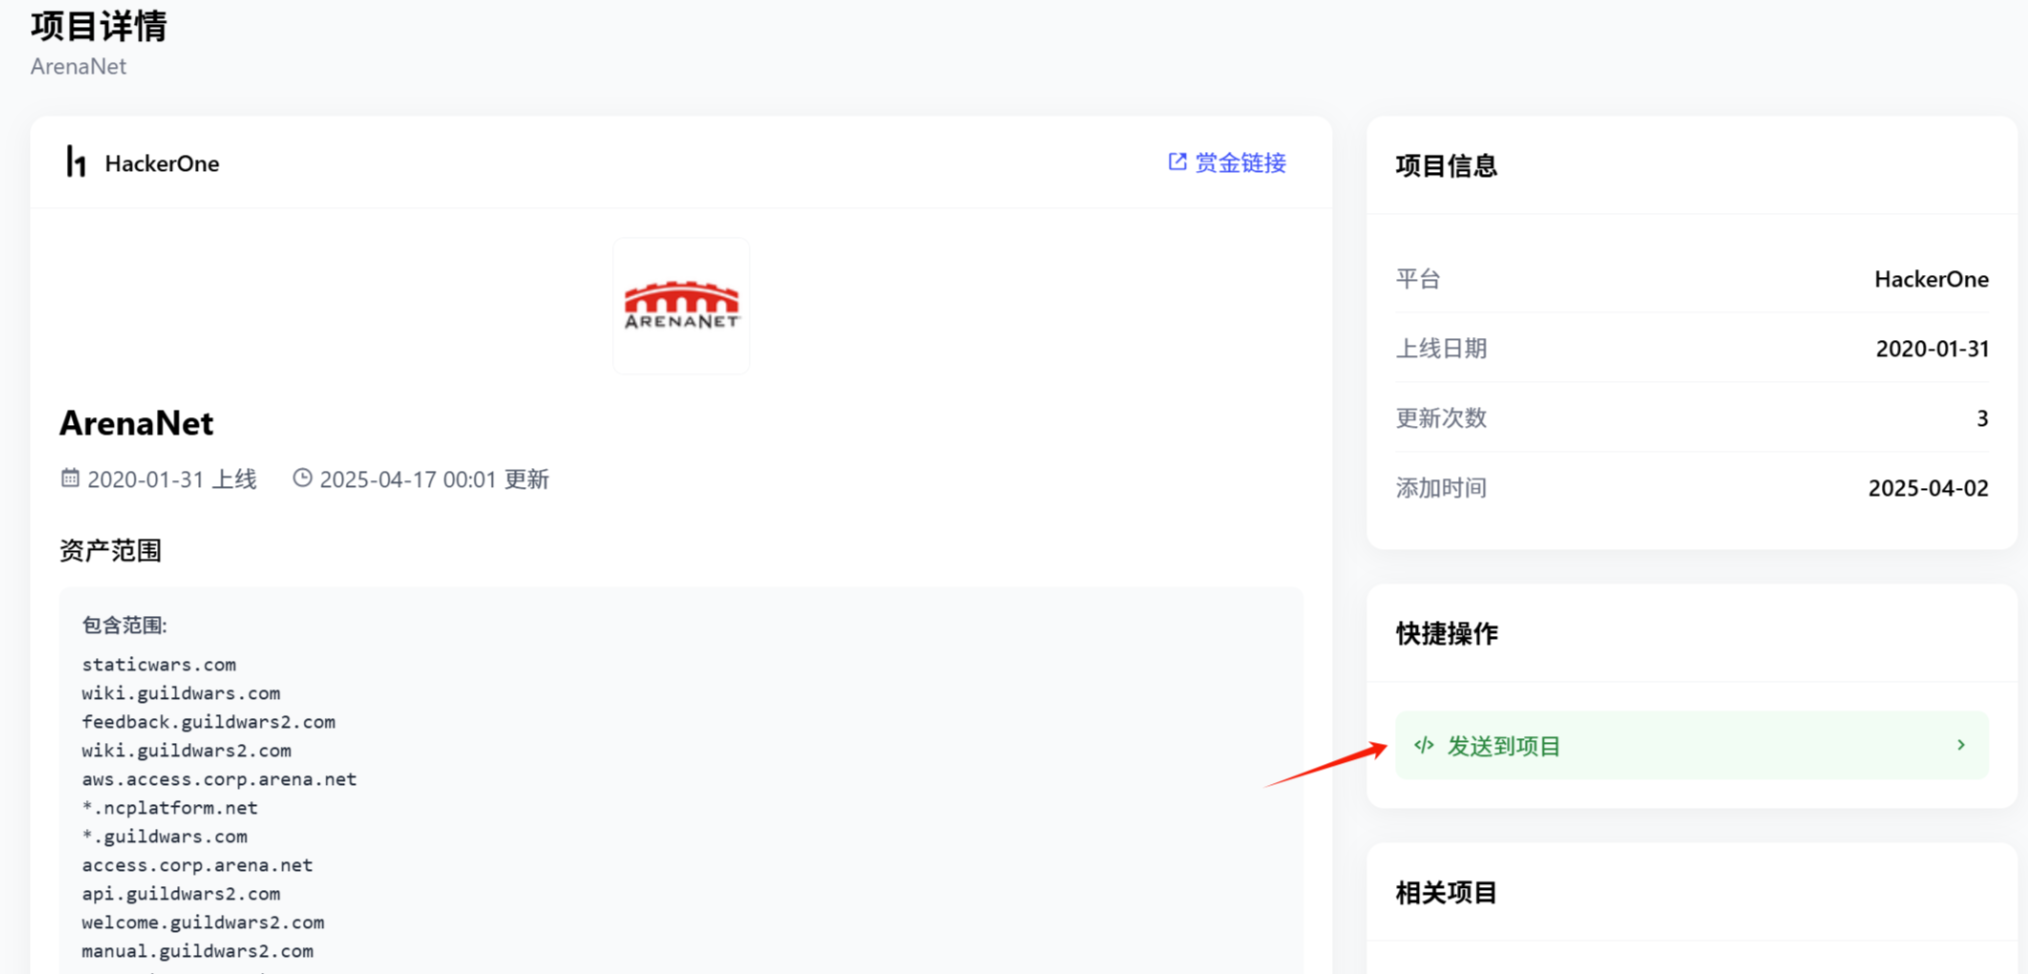 项目详情
ArenaNet
HackerOne
赏金链接
ARENANET
ArenaNet
2020-01-31 上线
2025-04-17 00:01 更新
资产范围
包含范围:
staticwars.com
wiki.guildwars.com
feedback.guildwars2.com
wiki.guildwars2.com
aws.access.corp.arena.net
*.ncplatform.net
*.guildwars.com
access.corp.arena.net
api.guildwars2.com
welcome.guildwars2.com
manual.guildwars2.com
项目信息
平台 HackerOne
上线日期 2020-01-31
更新次数 3
添加时间 2025-04-02
快捷操作
</> 发送到项目
相关项目